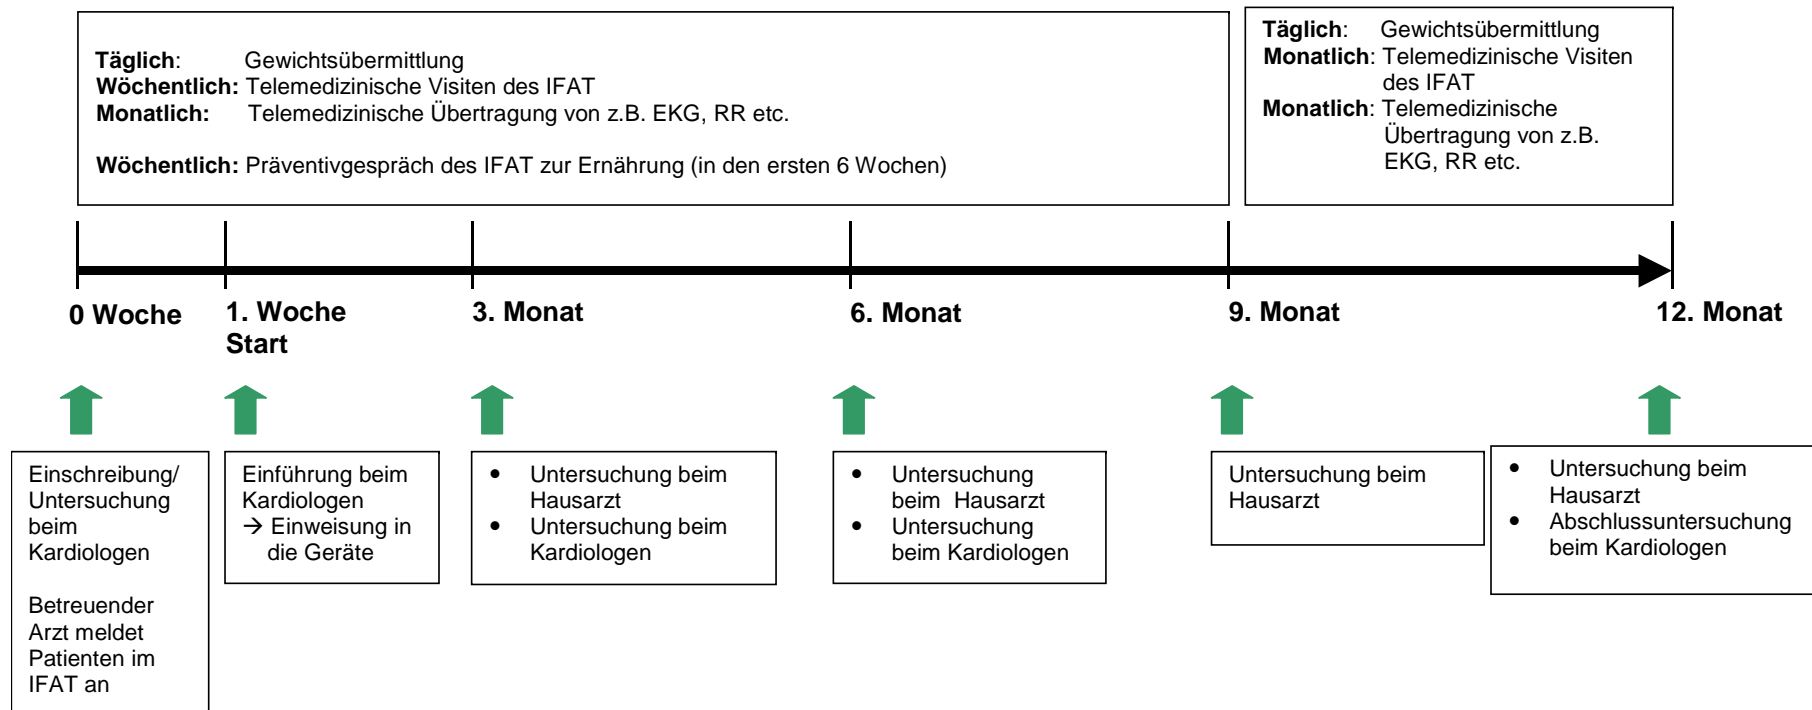 Täglich: Gewichtsübermittlung
Wöchentlich: Telemedizinische Visiten des IFAT
Monatlich: Telemedizinische Übertragung von z.B. EKG, RR etc.
Wöchentlich: Präventivgespräch des IFAT zur Ernährung (in den ersten 6 Wochen)
Täglich: Gewichtsübermittlung
Monatlich: Telemedizinische Visiten
des IFAT
Monatlich: Telemedizinische
Übertragung von z.B.
EKG, RR etc.
0 Woche
1. Woche
Start
3. Monat
6. Monat
9. Monat
12. Monat
Einschreibung/
Untersuchung
beim
Kardiologen
Betreuender
Arzt meldet
Patienten im
IFAT an
Einführung beim
Kardiologen
→ Einweisung in
die Geräte
• Untersuchung beim
Hausarzt
• Untersuchung beim
Kardiologen
• Untersuchung
beim Hausarzt
• Untersuchung
beim Kardiologen
Untersuchung beim
Hausarzt
• Untersuchung beim
Hausarzt
• Abschlussuntersuchung
beim Kardiologen